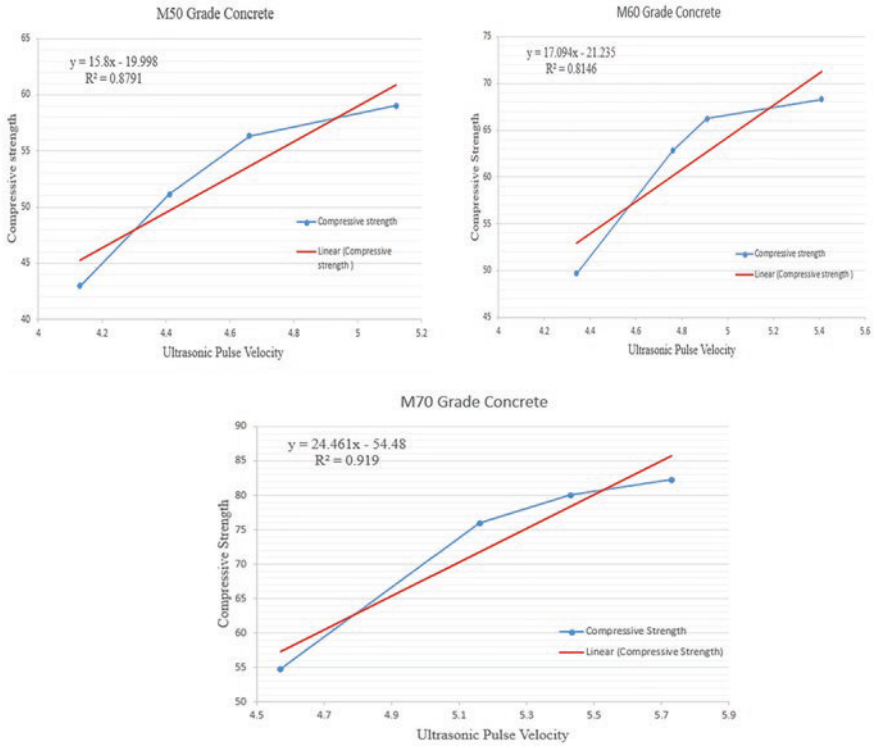 M50 Grade Concrete
65
60
55
50
45
40
Compressive strength
y = 15.8x - 19.998
R² = 0.8791
Compressive strength
Linear (Compressive
strength )
4
4.2
4.4
4.6
4.8
5
5.2
Ultrasonic Pulse Velocity
M60 Grade Concrete
75
70
65
60
55
50
45
Compressive Strength
y = 17.094x - 21.235
R² = 0.8146
Compressive strength
Linear (Compressive strength )
4
4.2
4.4
4.6
4.8
5
5.2
5.4
5.6
Ultrasonic Pulse Velocity
M70 Grade Concrete
90
85
80
75
70
65
60
55
50
Compressive Strength
y = 24.461x - 54.48
R² = 0.919
Compressive Strength
Linear (Compressive Strength)
4.5
4.7
4.9
5.1
5.3
5.5
5.7
5.9
Ultrasonic Pulse Velocity